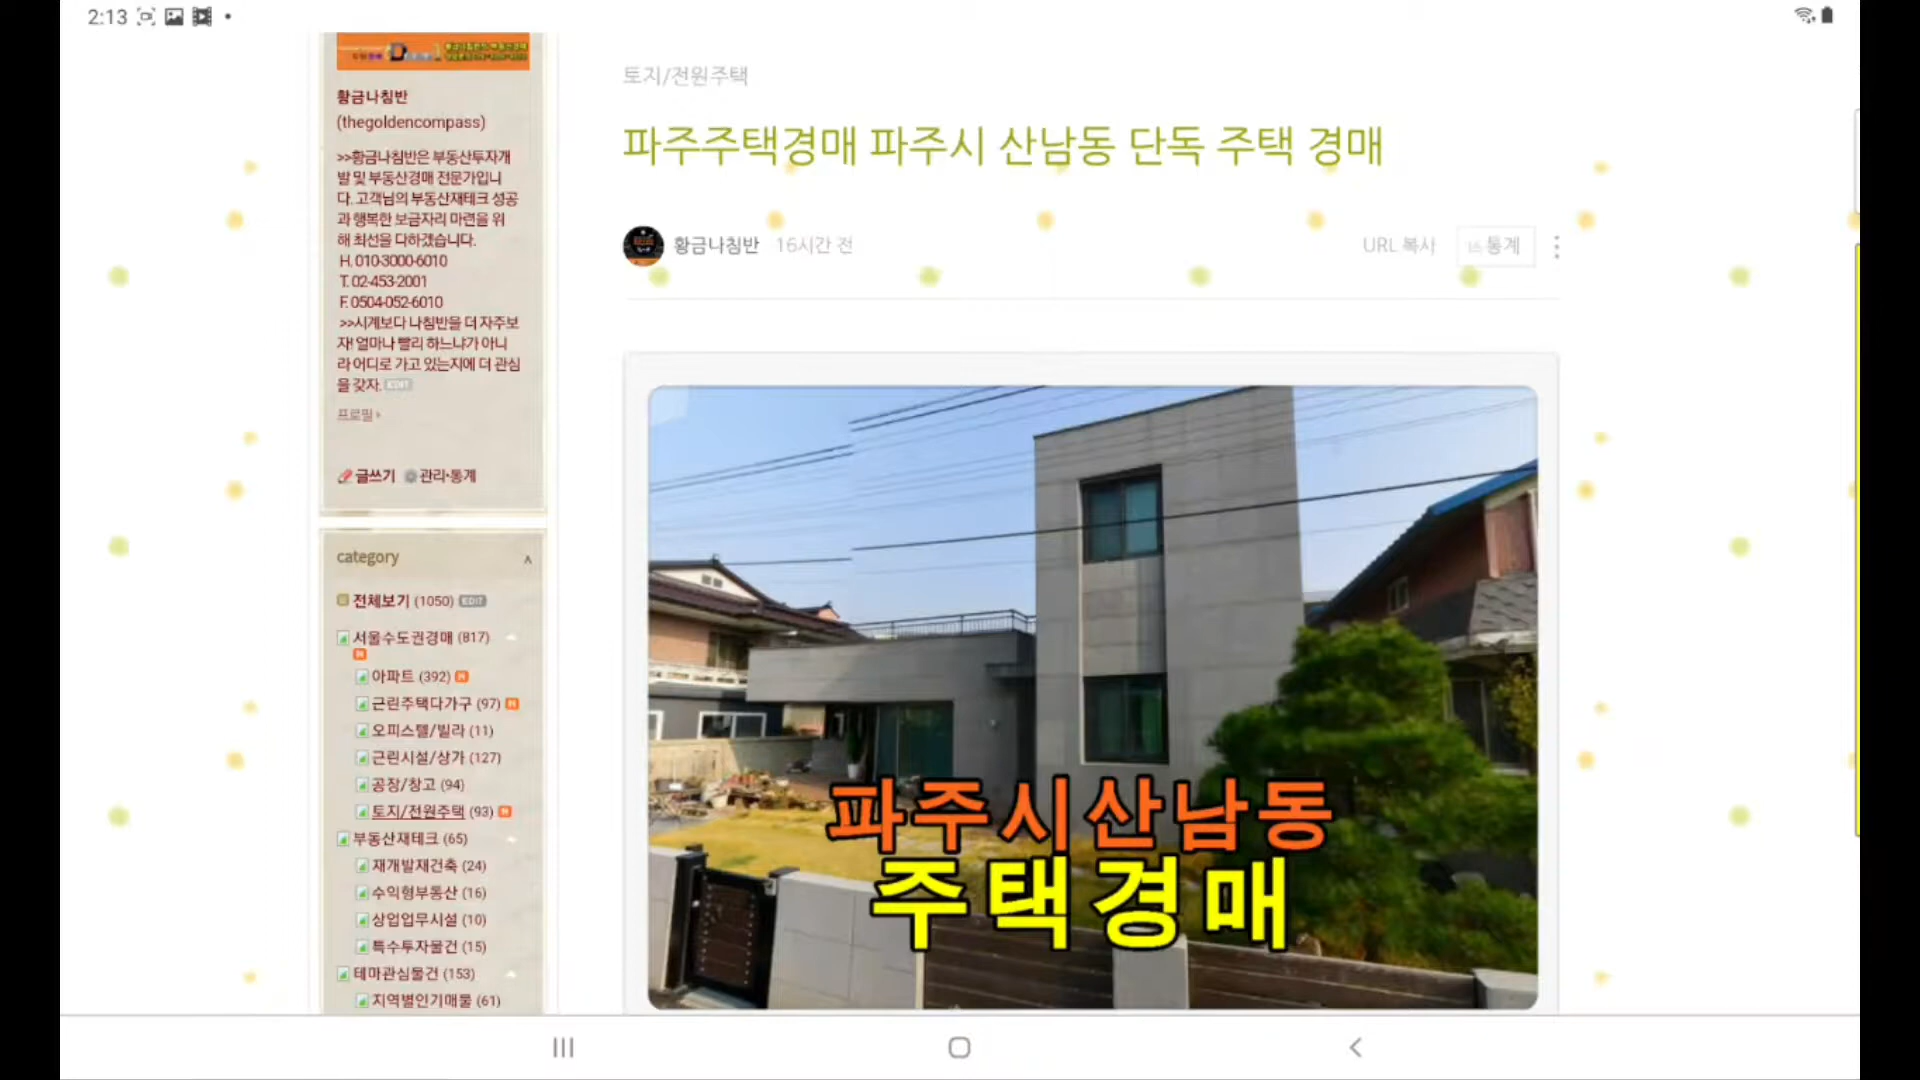 2:13
황금나침반
(thegoldencompass)
>>황금나침반은 부동산투자개
발 및 부동산경매 전문가입니
다. 고객님의 부동산재테크 성공
과 행복한 보금자리 마련을 위
해 최선을 다하겠습니다.
H. 010-3000-6010
T. 02-453-2001
F. 0504-052-6010
>>시계보다 나침반을 더 자주보
자! 얼마나 빨리 하느냐가 아니
라 어디로 가고 있는지에 더 관심
을 갖자. EDIT
프로필
글쓰기 관리·통계
category
전체보기 (1050) EDIT
서울수도권경매 (817)
N
아파트 (392) N
근린주택다가구 (97) N
오피스텔/빌라 (11)
근린시설/상가 (127)
공장/창고 (94)
토지/전원주택 (93) N
부동산재테크 (65)
재개발재건축 (24)
수익형부동산 (16)
상업업무시설 (10)
특수투자물건 (15)
테마관심물건 (153)
지역별인기매물 (61)
토지/전원주택
파주주택경매 파주시 산남동 단독 주택 경매
황금나침반 16시간 전
URL 복사 통계
파주시산남동
주택경매